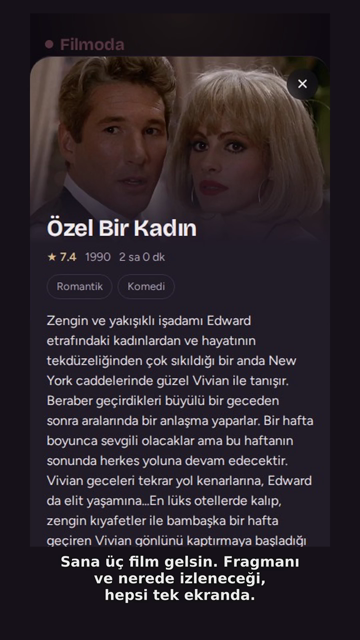 Filmoda
Özel Bir Kadın
★ 7.4 1990 2 sa 0 dk
Romantik Komedi
Zengin ve yakışıklı işadamı Edward
etrafındaki kadınlardan ve hayatının
tekdüzeliğinden çok sıkıldığı bir anda New
York caddelerinde güzel Vivian ile tanışır.
Beraber geçirdikleri büyülü bir geceden
sonra aralarında bir anlaşma yaparlar. Bir hafta
boyunca sevgili olacaklar ama bu haftanın
sonunda herkes yoluna devam edecektir.
Vivian geceleri tekrar yol kenarlarına, Edward
da elit yaşamına...En lüks otellerde kalıp,
zengin kıyafetler ile bambaşka bir hafta
geçiren Vivian gönlünü kaptırmaya başladığı
Sana üç film gelsin. Fragmanı
ve nerede izleneceği,
hepsi tek ekranda.